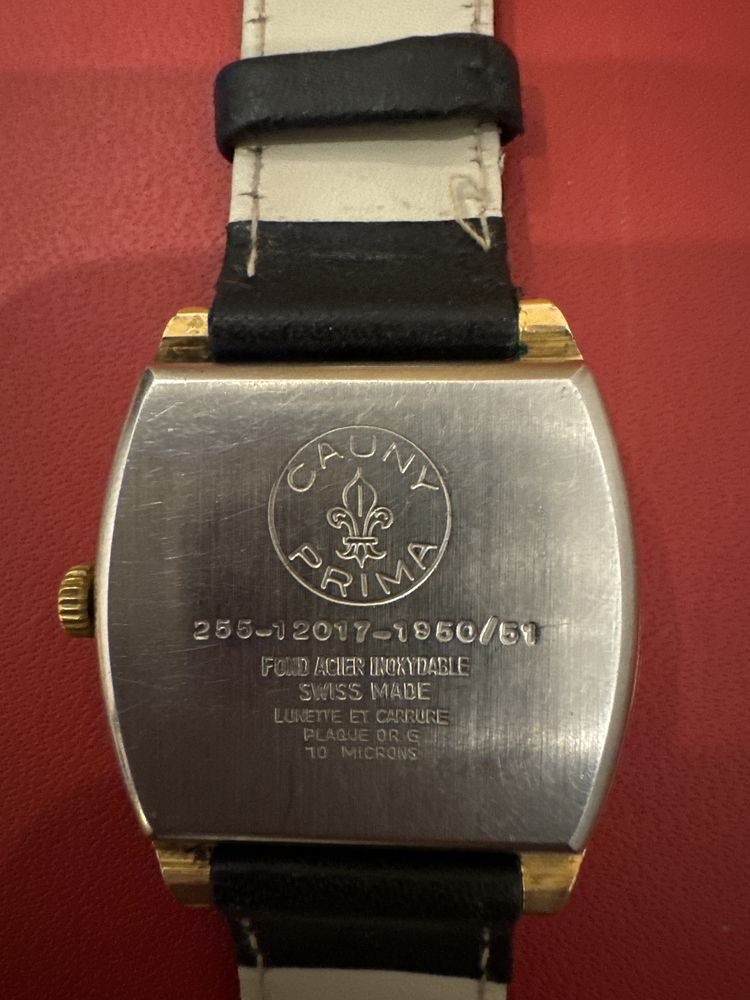 CAUNY
PRIMA
255-12017-1950/51
FOND ACIER INOXYDABLE
SWISS MADE
LUNETTE ET CARRURE
PLAQUE OR.G
10 MICRONS